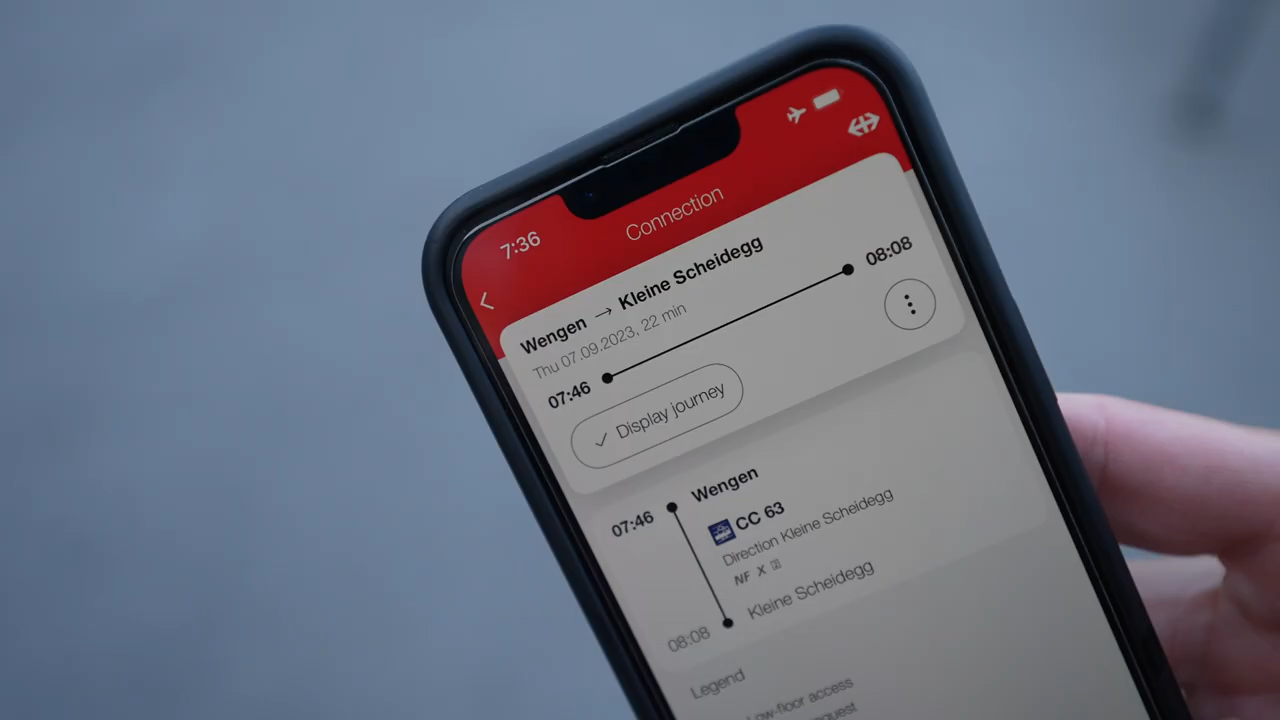 7:36
Connection
Wengen → Kleine Scheidegg
Thu 07.09.2023, 22 min
07:46 08:08
Display journey
07:46 Wengen
CC 63
Direction Kleine Scheidegg
NF X
08:08 Kleine Scheidegg
Legend
Low-floor access